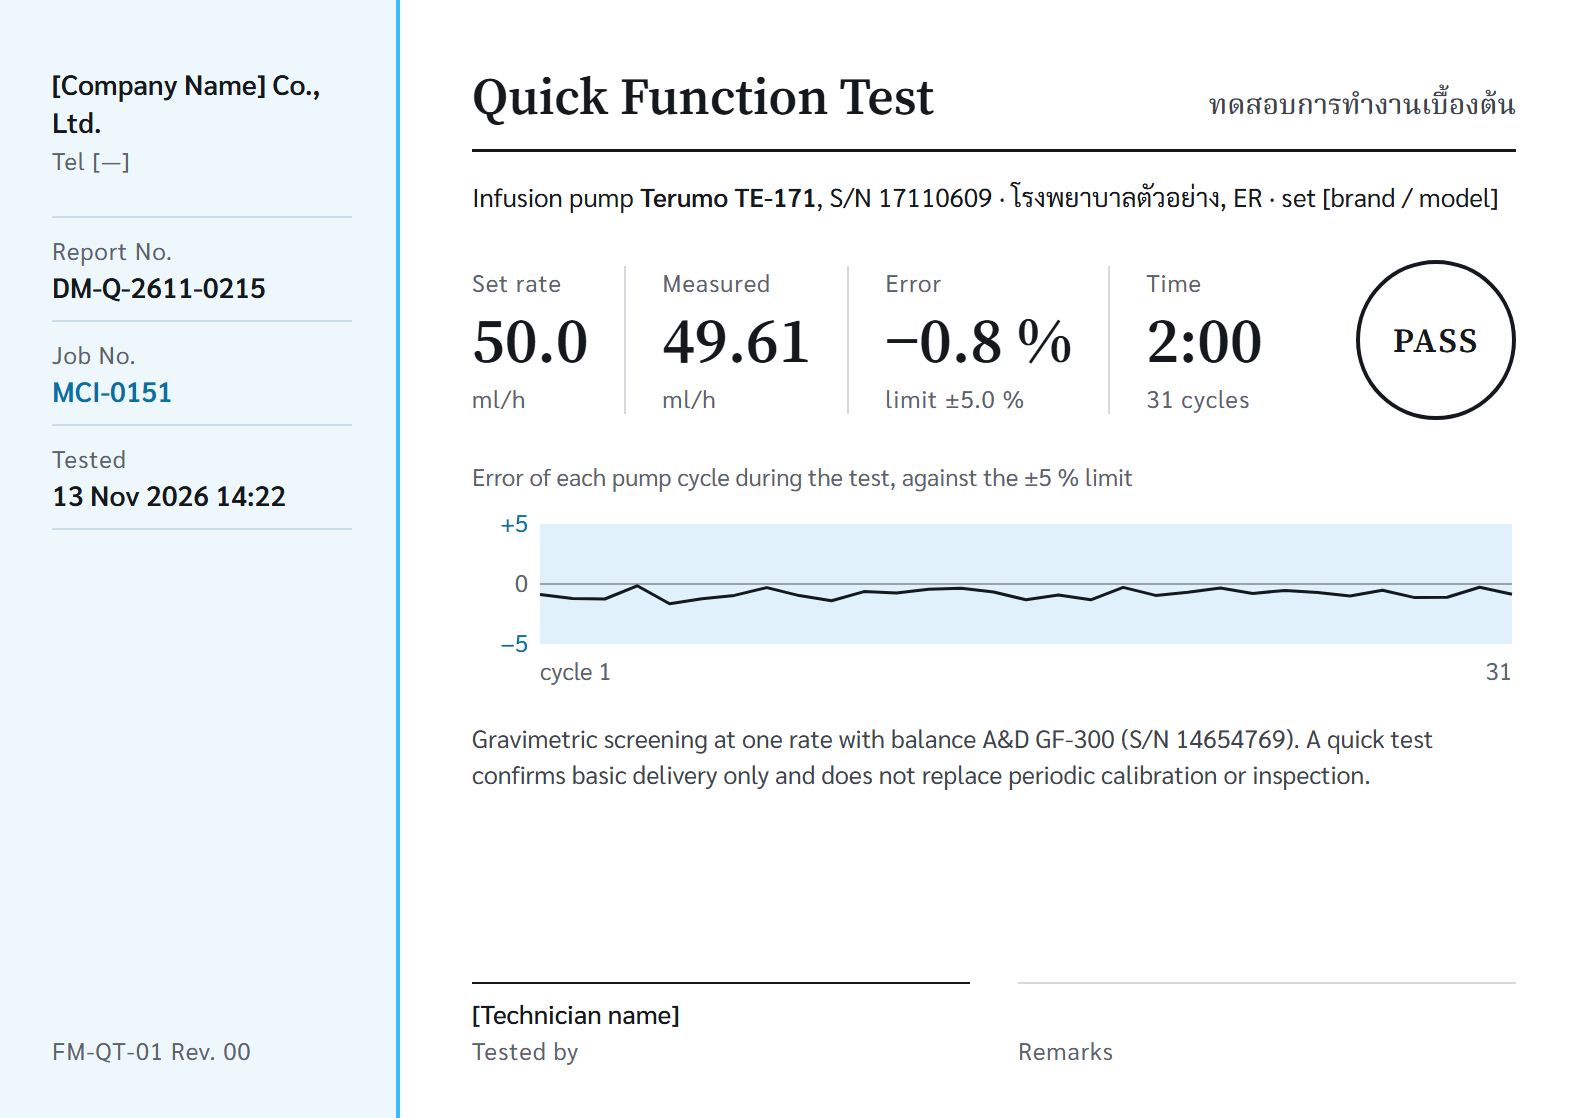 [Company Name] Co.,
Ltd.
Tel [—]
Report No.
DM-Q-2611-0215
Job No.
MCI-0151
Tested
13 Nov 2026 14:22
FM-QT-01 Rev. 00
Quick Function Test
ทดสอบการทำงานเบื้องต้น
Infusion pump Terumo TE-171, S/N 17110609 · โรงพยาบาลตัวอย่าง, ER · set [brand / model]
Set rate
50.0
ml/h
Measured
49.61
ml/h
Error
−0.8 %
limit ±5.0 %
Time
2:00
31 cycles
PASS
Error of each pump cycle during the test, against the ±5 % limit
+5
0
−5
cycle 1
31
Gravimetric screening at one rate with balance A&D GF-300 (S/N 14654769). A quick test
confirms basic delivery only and does not replace periodic calibration or inspection.
[Technician name]
Tested by
Remarks